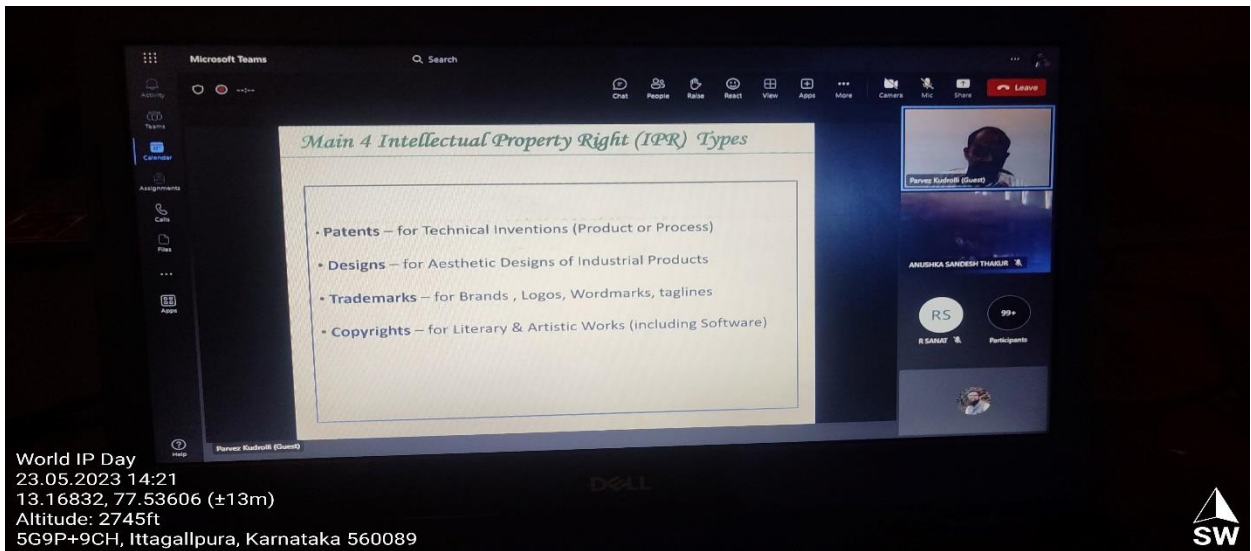 Microsoft Teams
Search
Activity
Teams
Calendar
Assignments
Calls
Files
Apps
Help
--:--
Chat
People
Raise
React
View
Apps
More
Camera
Mic
Share
Leave
Main 4 Intellectual Property Right (IPR) Types
• Patents – for Technical Inventions (Product or Process)
• Designs – for Aesthetic Designs of Industrial Products
• Trademarks – for Brands , Logos, Wordmarks, taglines
• Copyrights – for Literary & Artistic Works (including Software)
Parvez Kudrolli (Guest)
Parvez Kudrolli (Guest)
ANUSHKA SANDESH THAKUR
RS
R SANAT
99+
Participants
DELL
World IP Day
23.05.2023 14:21
13.16832, 77.53606 (±13m)
Altitude: 2745ft
5G9P+9CH, Ittagallpura, Karnataka 560089
SW